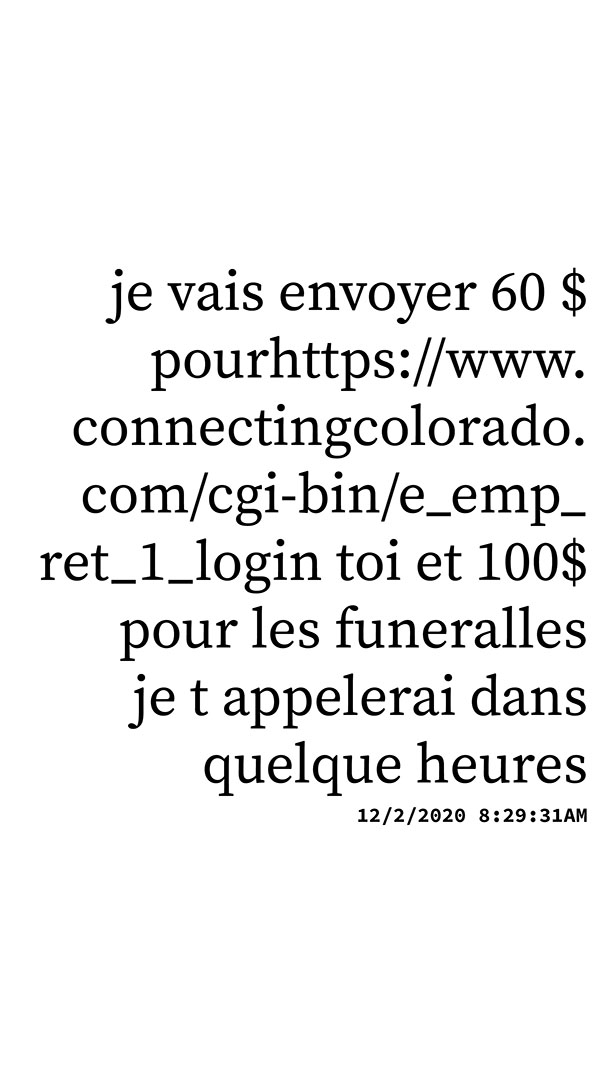 je vais envoyer 60 $
pourhttps://www.
connectingcolorado.
com/cgi-bin/e_emp_
ret_1_login toi et 100$
pour les funeralles
je t appelerai dans
quelque heures
12/2/2020 8:29:31AM